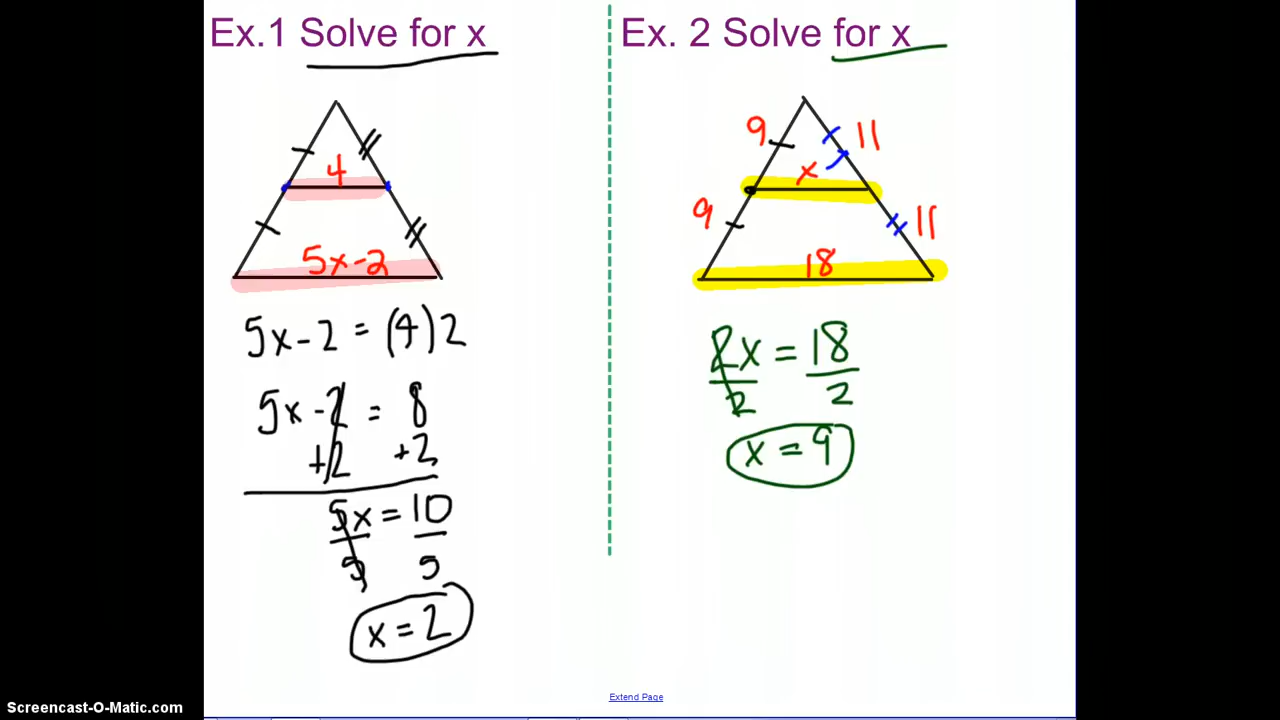 Ex.1 Solve for x
4
5x-2
5x-2 = (4)2
5x-2 = 8
+2 +2
5x = 10
5 5
x = 2
Ex. 2 Solve for x
9
11
x
9
11
18
2x = 18
2 2
x = 9
Extend Page
Screencast-O-Matic.com